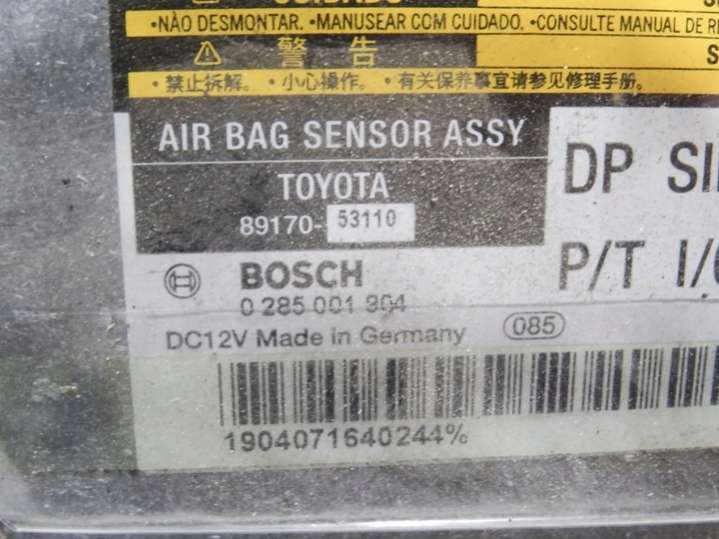 CUIDADO
•NÃO DESMONTAR. •MANUSEAR COM CUIDADO. •CONSULTE MANUAL DE
警 告 S
•禁止拆解。 •小心操作。 •有关保养事宜请参见修理手册。
AIR BAG SENSOR ASSY
TOYOTA
89170-53110
DP
P/T
BOSCH
0 285 001 304
DC12V Made in Germany 085
1904071640244%